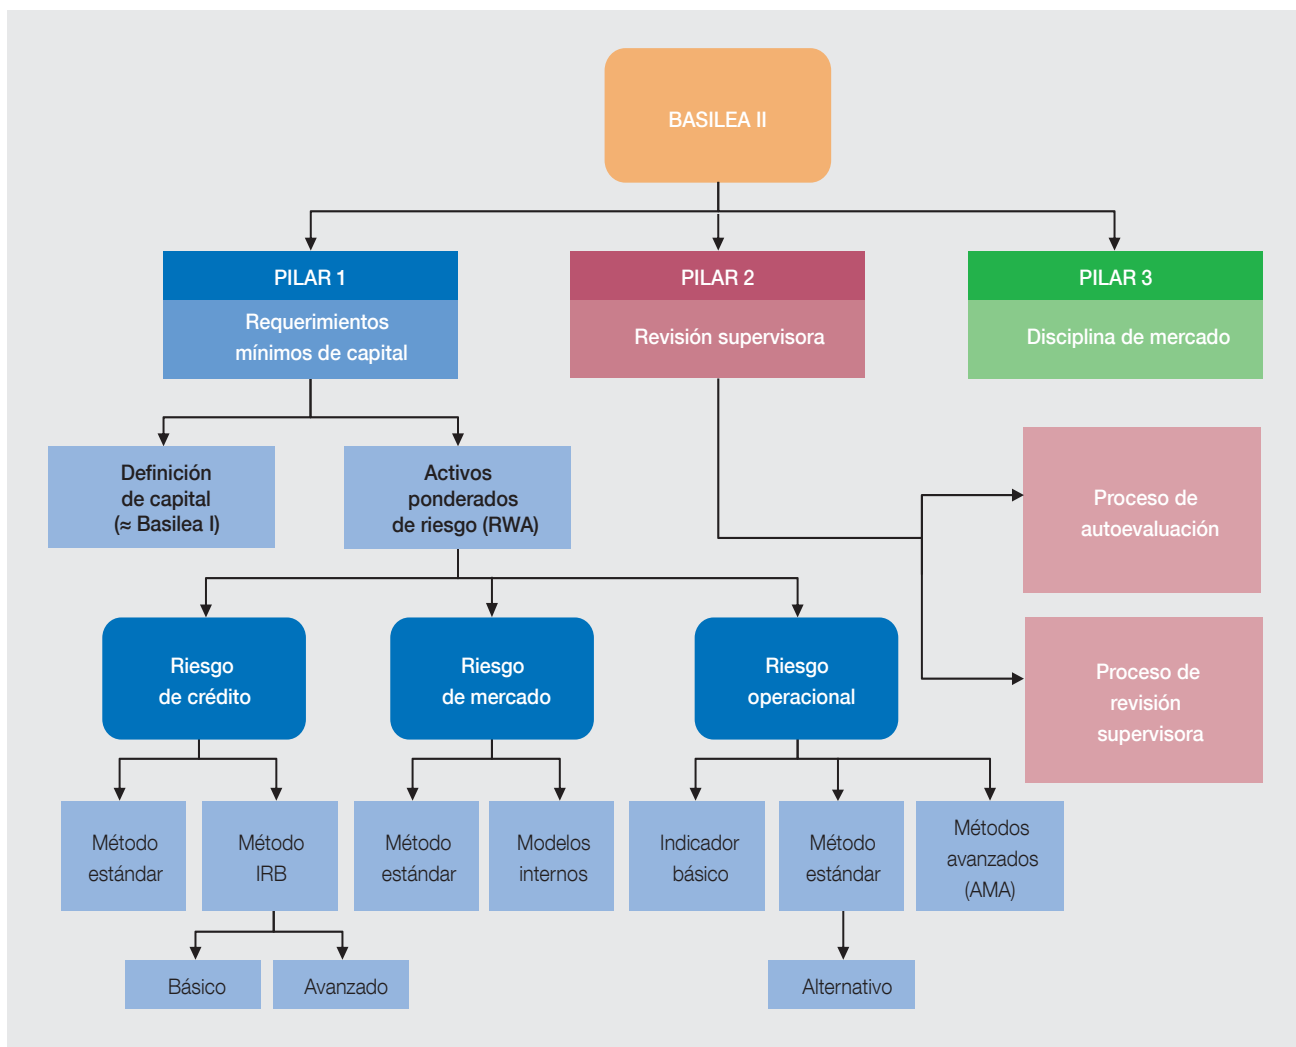 BASILEA II
PILAR 1
Requerimientos
mínimos de capital
PILAR 2
Revisión supervisora
PILAR 3
Disciplina de mercado
Definición
de capital
(≈ Basilea I)
Activos
ponderados
de riesgo (RWA)
Proceso de
autoevaluación
Proceso de
revisión
supervisora
Riesgo
de crédito
Riesgo
de mercado
Riesgo
operacional
Método
estándar
Método
IRB
Método
estándar
Modelos
internos
Indicador
básico
Método
estándar
Métodos
avanzados
(AMA)
Básico
Avanzado
Alternativo